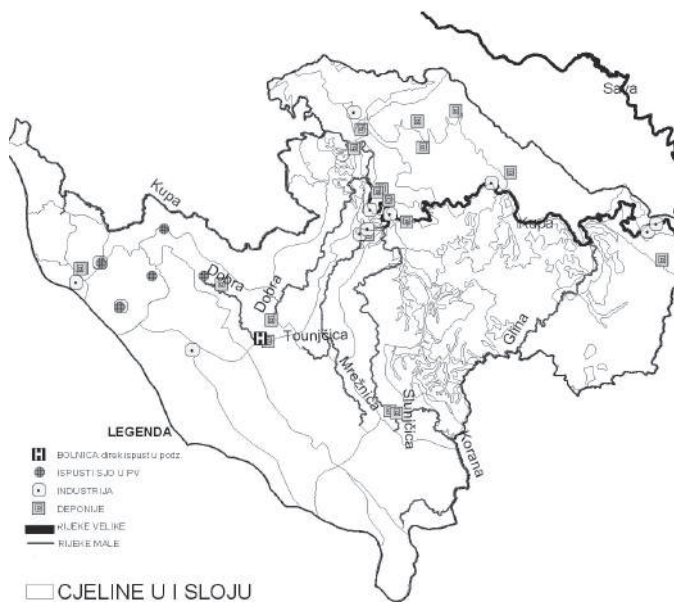 Sava
Kupa
Kupa
Dobra
Dobra
Glina
Tounjčica
Mrežnica
Slunjčica
Korana
LEGENDA
H BOLNICA direk ispust u podz.
ISPUSTI SJO U PV
INDUSTRIJA
DEPONIJE
RIJEKE VELIKE
RIJEKE MALE
CJELINE U I SLOJU